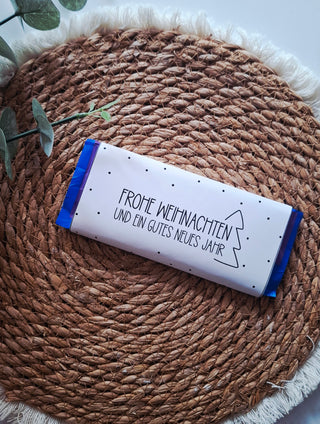 FROHE WEIHNACHTEN
UND EIN GUTES NEUES JAHR